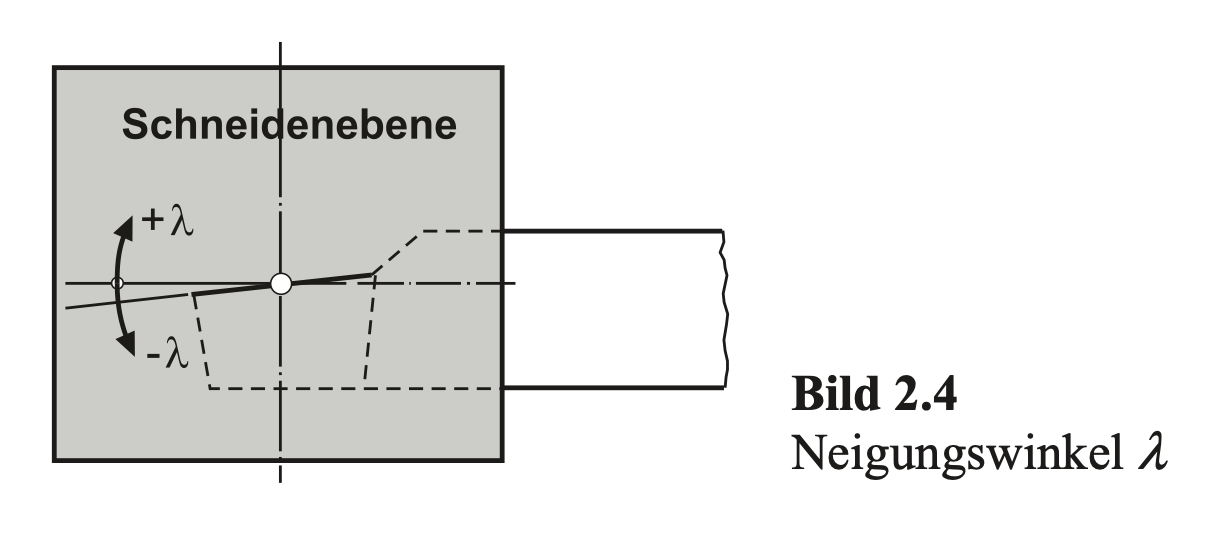 Schneidenebene
+λ
-λ
Bild 2.4
Neigungswinkel λ